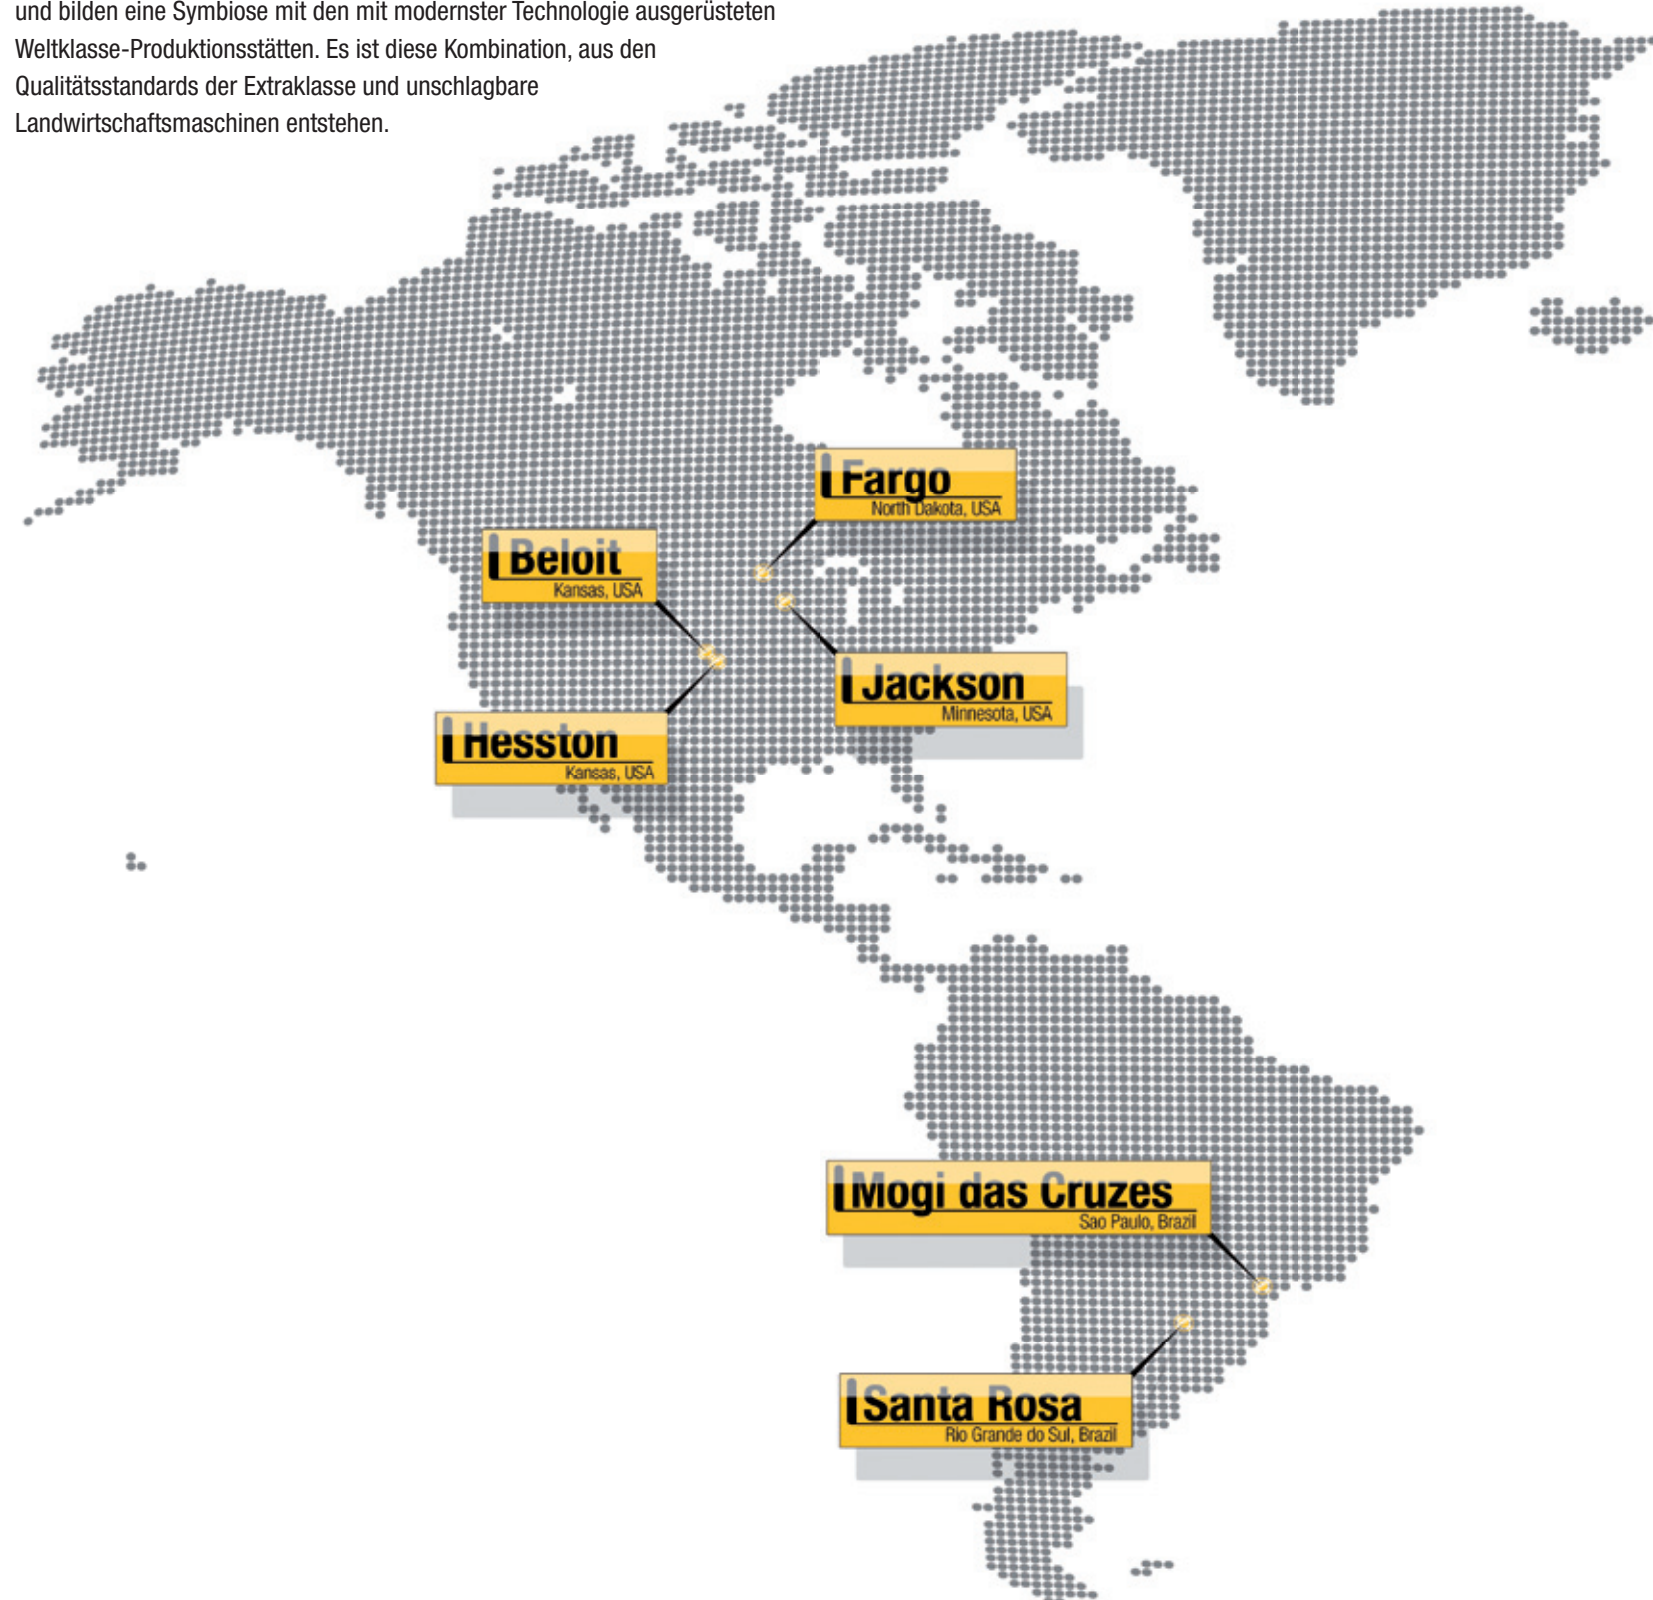 und bilden eine Symbiose mit den mit modernster Technologie ausgerüsteten
Weltklasse-Produktionsstätten. Es ist diese Kombination, aus den
Qualitätsstandards der Extraklasse und unschlagbare
Landwirtschaftsmaschinen entstehen.
Fargo
North Dakota, USA
Beloit
Kansas, USA
Jackson
Minnesota, USA
Hesston
Kansas, USA
Mogi das Cruzes
Sao Paulo, Brazil
Santa Rosa
Rio Grande do Sul, Brazil